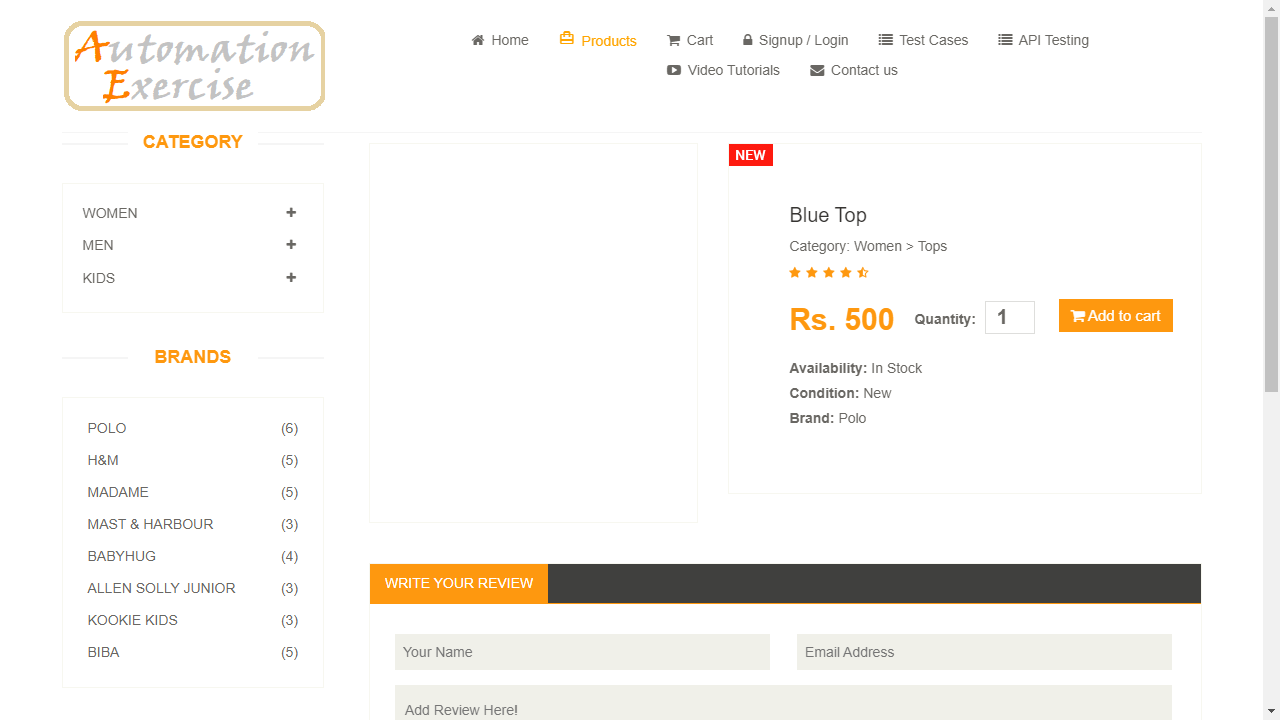 Automation
Exercise
Home Products Cart Signup / Login Test Cases API Testing
Video Tutorials Contact us
CATEGORY
WOMEN
MEN
KIDS
BRANDS
POLO (6)
H&M (5)
MADAME (5)
MAST & HARBOUR (3)
BABYHUG (4)
ALLEN SOLLY JUNIOR (3)
KOOKIE KIDS (3)
BIBA (5)
NEW
Blue Top
Category: Women > Tops
Rs. 500 Quantity: 1 Add to cart
Availability: In Stock
Condition: New
Brand: Polo
WRITE YOUR REVIEW
Your Name Email Address
Add Review Here!